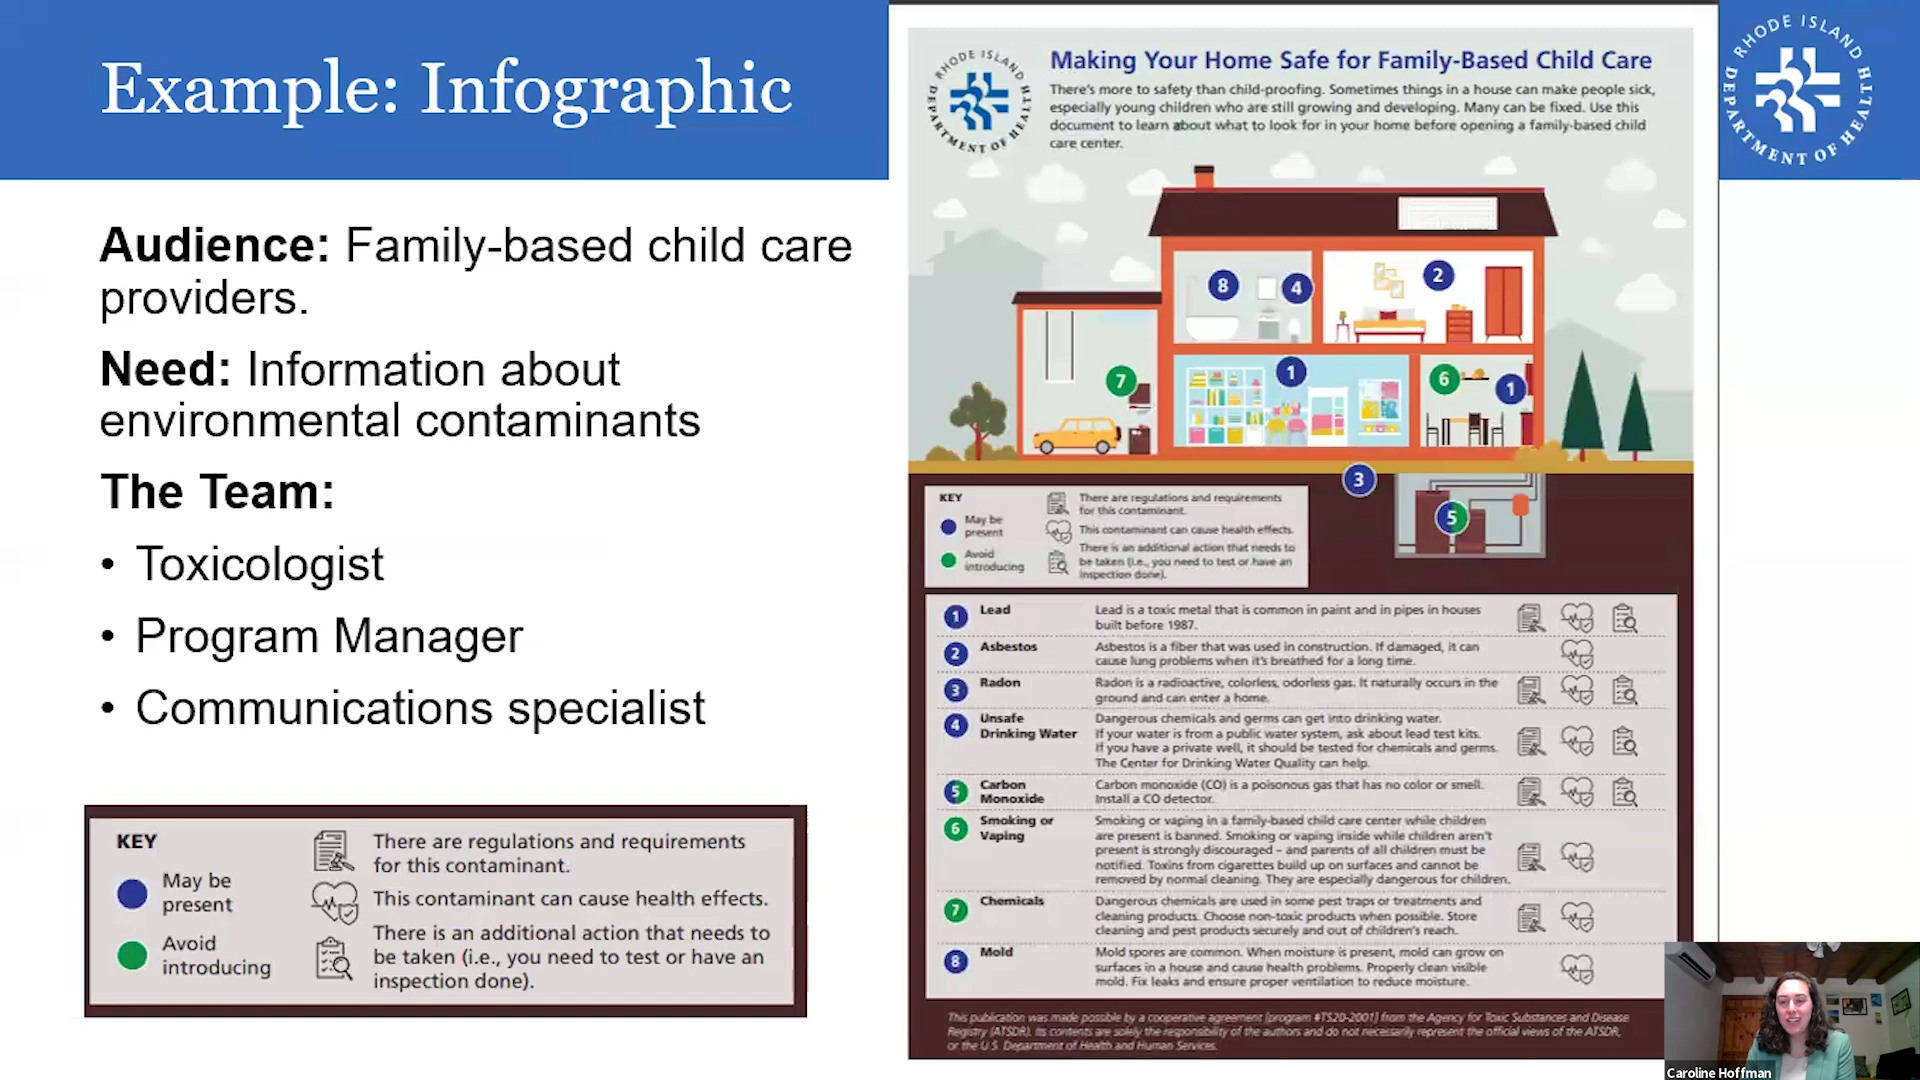 Example: Infographic
Audience: Family-based child care
providers.
Need: Information about
environmental contaminants
The Team:
• Toxicologist
• Program Manager
• Communications specialist
KEY
May be
present
Avoid
introducing
There are regulations and requirements
for this contaminant.
This contaminant can cause health effects.
There is an additional action that needs to
be taken (i.e., you need to test or have an
inspection done).
RHODE ISLAND
DEPARTMENT OF HEALTH
Making Your Home Safe for Family-Based Child Care
There's more to safety than child-proofing. Sometimes things in a house can make people sick,
especially young children who are still growing and developing. Many can be fixed. Use this
document to learn about what to look for in your home before opening a family-based child
care center.
8
4
2
7
1
6
1
3
5
KEY
May be
present
Avoid
introducing
There are regulations and requirements
for this contaminant.
This contaminant can cause health effects.
There is an additional action that needs to
be taken (i.e., you need to test or have an
inspection done).
1 Lead
Lead is a toxic metal that is common in paint and in pipes in houses
built before 1987.
2 Asbestos
Asbestos is a fiber that was used in construction. If damaged, it can
cause lung problems when it's breathed for a long time.
3 Radon
Radon is a radioactive, colorless, odorless gas. It naturally occurs in the
ground and can enter a home.
4 Unsafe
Drinking Water
Dangerous chemicals and germs can get into drinking water.
If your water is from a public water system, ask about lead test kits.
If you have a private well, it should be tested for chemicals and germs.
The Center for Drinking Water Quality can help.
5 Carbon
Monoxide
Carbon monoxide (CO) is a poisonous gas that has no color or smell.
Install a CO detector.
6 Smoking or
Vaping
Smoking or vaping in a family-based child care center while children
are present is banned. Smoking or vaping inside while children aren't
present is strongly discouraged – and parents of all children must be
notified. Toxins from cigarettes build up on surfaces and cannot be
removed by normal cleaning. They are especially dangerous for children.
7 Chemicals
Dangerous chemicals are used in some pest traps or treatments and
cleaning products. Choose non-toxic products when possible. Store
cleaning and pest products securely and out of children's reach.
8 Mold
Mold spores are common. When moisture is present, mold can grow on
surfaces in a house and cause health problems. Properly clean visible
mold. Fix leaks and ensure proper ventilation to reduce moisture.
This publication was made possible by a cooperative agreement [program #TS20-2001] from the Agency for Toxic Substances and Disease
Registry (ATSDR). Its contents are solely the responsibility of the authors and do not necessarily represent the official views of the ATSDR,
or the U.S. Department of Health and Human Services.
RHODE ISLAND
DEPARTMENT OF HEALTH
Caroline Hoffman